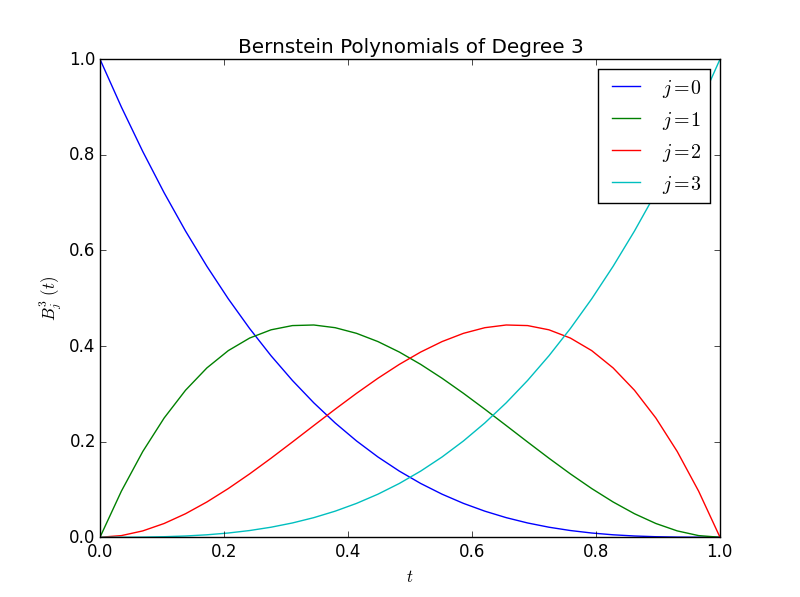 Bernstein Polynomials of Degree 3
1.0
0.8
0.6
0.4
0.2
0.0
B_j^3(t)
j=0
j=1
j=2
j=3
0.0 0.2 0.4 0.6 0.8 1.0
t